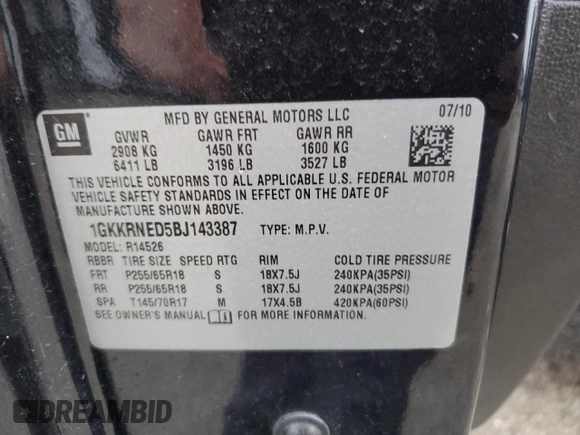 MFD BY GENERAL MOTORS LLC 07/10
GM
GVWR GAWR FRT GAWR RR
2908 KG 1450 KG 1600 KG
6411 LB 3196 LB 3527 LB
THIS VEHICLE CONFORMS TO ALL APPLICABLE U.S. FEDERAL MOTOR
VEHICLE SAFETY STANDARDS IN EFFECT ON THE DATE OF
MANUFACTURE SHOWN ABOVE.
1GKKRNED5BJ143387 TYPE: M.P.V.
MODEL: R14526
RBBR TIRE SIZE SPEED RTG RIM COLD TIRE PRESSURE
FRT P255/65R18 S 18X7.5J 240KPA(35PSI)
RR P255/65R18 S 18X7.5J 240KPA(35PSI)
SPA T145/70R17 M 17X4.5B 420KPA(60PSI)
SEE OWNER'S MANUAL FOR MORE INFORMATION.
DREAMBID